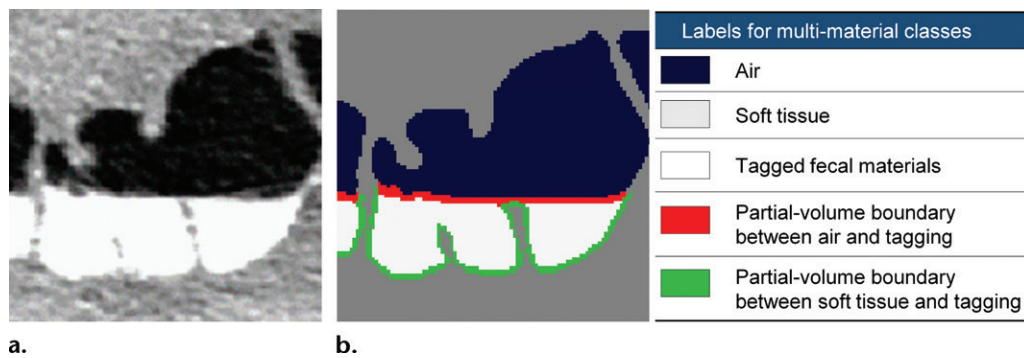 Labels for multi-material classes
Air
Soft tissue
Tagged fecal materials
Partial-volume boundary
between air and tagging
Partial-volume boundary
between soft tissue and tagging
a.
b.